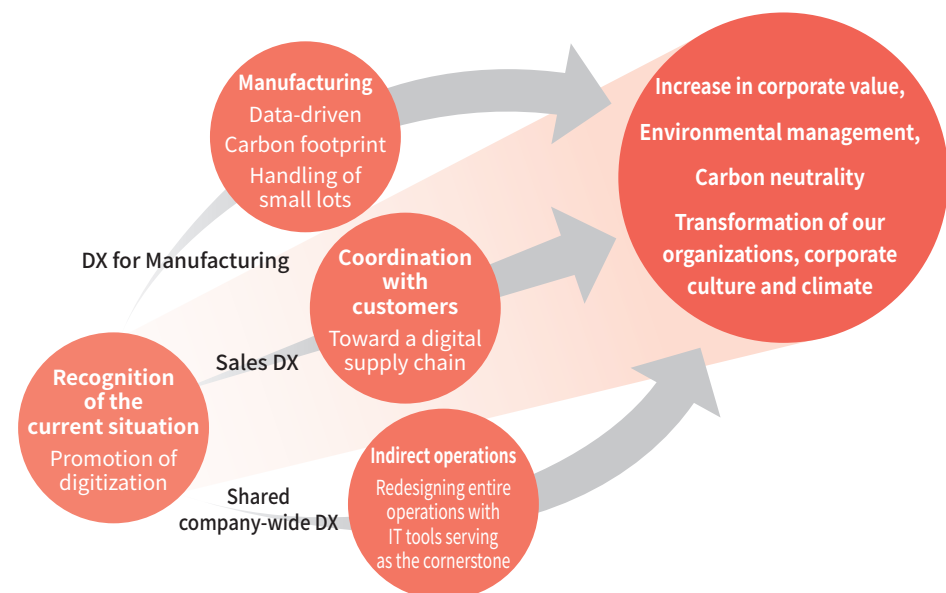 Manufacturing
Data-driven
Carbon footprint
Handling of
small lots
Increase in corporate value,
Environmental management,
Carbon neutrality
Transformation of our
organizations, corporate
culture and climate
DX for Manufacturing
Coordination
with
customers
Toward a digital
supply chain
Sales DX
Recognition
of the
current situation
Promotion of
digitization
Shared
company-wide DX
Indirect operations
Redesigning entire
operations with
IT tools serving
as the cornerstone